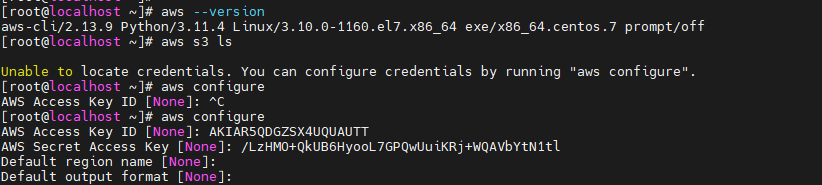 [root@localhost ~]# aws --version
aws-cli/2.13.9 Python/3.11.4 Linux/3.10.0-1160.el7.x86_64 exe/x86_64.centos.7 prompt/off
[root@localhost ~]# aws s3 ls
Unable to locate credentials. You can configure credentials by running "aws configure".
[root@localhost ~]# aws configure
AWS Access Key ID [None]: ^C
[root@localhost ~]# aws configure
AWS Access Key ID [None]: AKIAR5QDGZSX4UQUAUTT
AWS Secret Access Key [None]: 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
Default region name [None]:
Default output format [None]: